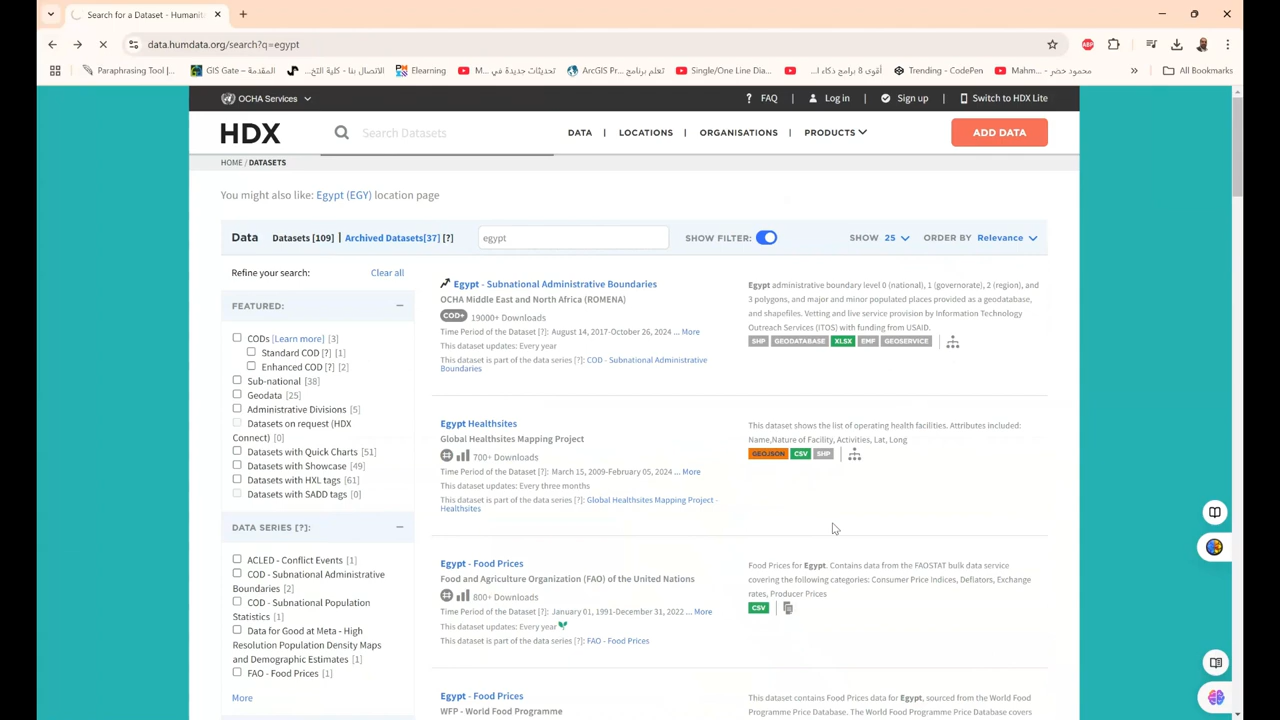 Search for a Dataset - Humanit
data.humdata.org/search?q=egypt
Paraphrasing Tool |...
GIS Gate – المقدمة
الاتصال بنا - كلية التخ...
Elearning
تحديثات جديدة في M...
تعلم برنامج ArcGIS Pr...
Single/One Line Dia...
أقوى 8 برامج ذكاء ا...
Trending - CodePen
محمود خضر - Mahm...
All Bookmarks
OCHA Services
FAQ | Log in | Sign up | Switch to HDX Lite
HDX
Search Datasets
DATA | LOCATIONS | ORGANISATIONS | PRODUCTS
ADD DATA
HOME / DATASETS
You might also like: Egypt (EGY) location page
Data Datasets [109] | Archived Datasets[37] [?]
egypt
SHOW FILTER:
SHOW 25
ORDER BY Relevance
Refine your search:
Clear all
FEATURED:
CODs [Learn more] [3]
Standard COD [?] [1]
Enhanced COD [?] [2]
Sub-national [38]
Geodata [25]
Administrative Divisions [5]
Datasets on request (HDX
Connect) [0]
Datasets with Quick Charts [51]
Datasets with Showcase [49]
Datasets with HXL tags [61]
Datasets with SADD tags [0]
DATA SERIES [?]:
ACLED - Conflict Events [1]
COD - Subnational Administrative
Boundaries [2]
COD - Subnational Population
Statistics [1]
Data for Good at Meta - High
Resolution Population Density Maps
and Demographic Estimates [1]
FAO - Food Prices [1]
More
Egypt - Subnational Administrative Boundaries
OCHA Middle East and North Africa (ROMENA)
COD+ 19000+ Downloads
Time Period of the Dataset [?]: August 14, 2017-October 26, 2024 ... More
This dataset updates: Every year
This dataset is part of the data series [?]: COD - Subnational Administrative
Boundaries
Egypt administrative boundary level 0 (national), 1 (governorate), 2 (region), and
3 polygons, and major and minor populated places provided as a geodatabase,
and shapefiles. Vetting and live service provision by Information Technology
Outreach Services (ITOS) with funding from USAID.
SHP GEODATABASE XLSX EMF GEOSERVICE
Egypt Healthsites
Global Healthsites Mapping Project
700+ Downloads
Time Period of the Dataset [?]: March 15, 2009-February 05, 2024 ... More
This dataset updates: Every three months
This dataset is part of the data series [?]: Global Healthsites Mapping Project -
Healthsites
This dataset shows the list of operating health facilities. Attributes included:
Name,Nature of Facility, Activities, Lat, Long
GEOJSON CSV SHP
Egypt - Food Prices
Food and Agriculture Organization (FAO) of the United Nations
800+ Downloads
Time Period of the Dataset [?]: January 01, 1991-December 31, 2022 ... More
This dataset updates: Every year
This dataset is part of the data series [?]: FAO - Food Prices
Food Prices for Egypt. Contains data from the FAOSTAT bulk data service
covering the following categories: Consumer Price Indices, Deflators, Exchange
rates, Producer Prices
CSV
Egypt - Food Prices
WFP - World Food Programme
This dataset contains Food Prices data for Egypt, sourced from the World Food
Programme Price Database. The World Food Programme Price Database covers